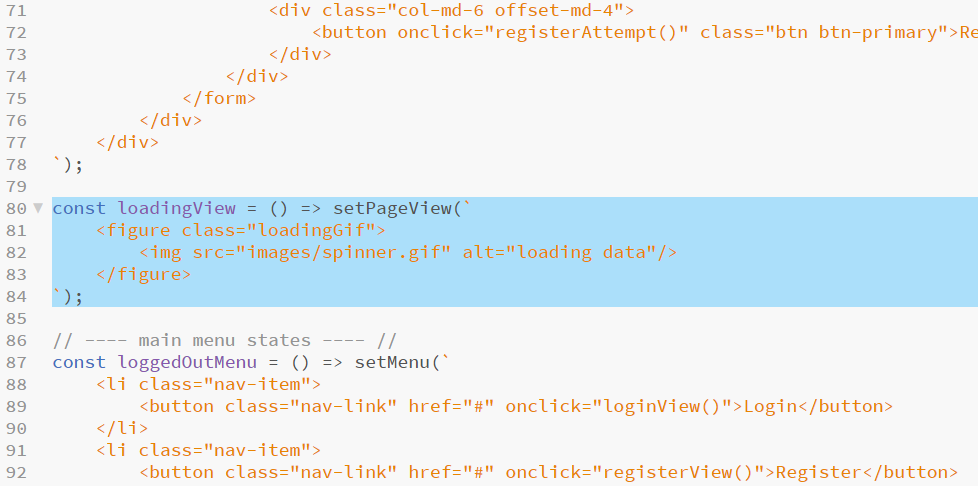 71                     <div class="col-md-6 offset-md-4">
72                         <button onclick="registerAttempt()" class="btn btn-primary">Re
73                     </div>
74                 </div>
75             </form>
76         </div>
77     </div>
78 `);
79
80 const loadingView = () => setPageView(`
81     <figure class="loadingGif">
82         <img src="images/spinner.gif" alt="loading data"/>
83     </figure>
84 `);
85
86 // ---- main menu states ---- //
87 const loggedOutMenu = () => setMenu(`
88     <li class="nav-item">
89         <button class="nav-link" href="#" onclick="loginView()">Login</button>
90     </li>
91     <li class="nav-item">
92         <button class="nav-link" href="#" onclick="registerView()">Register</button>